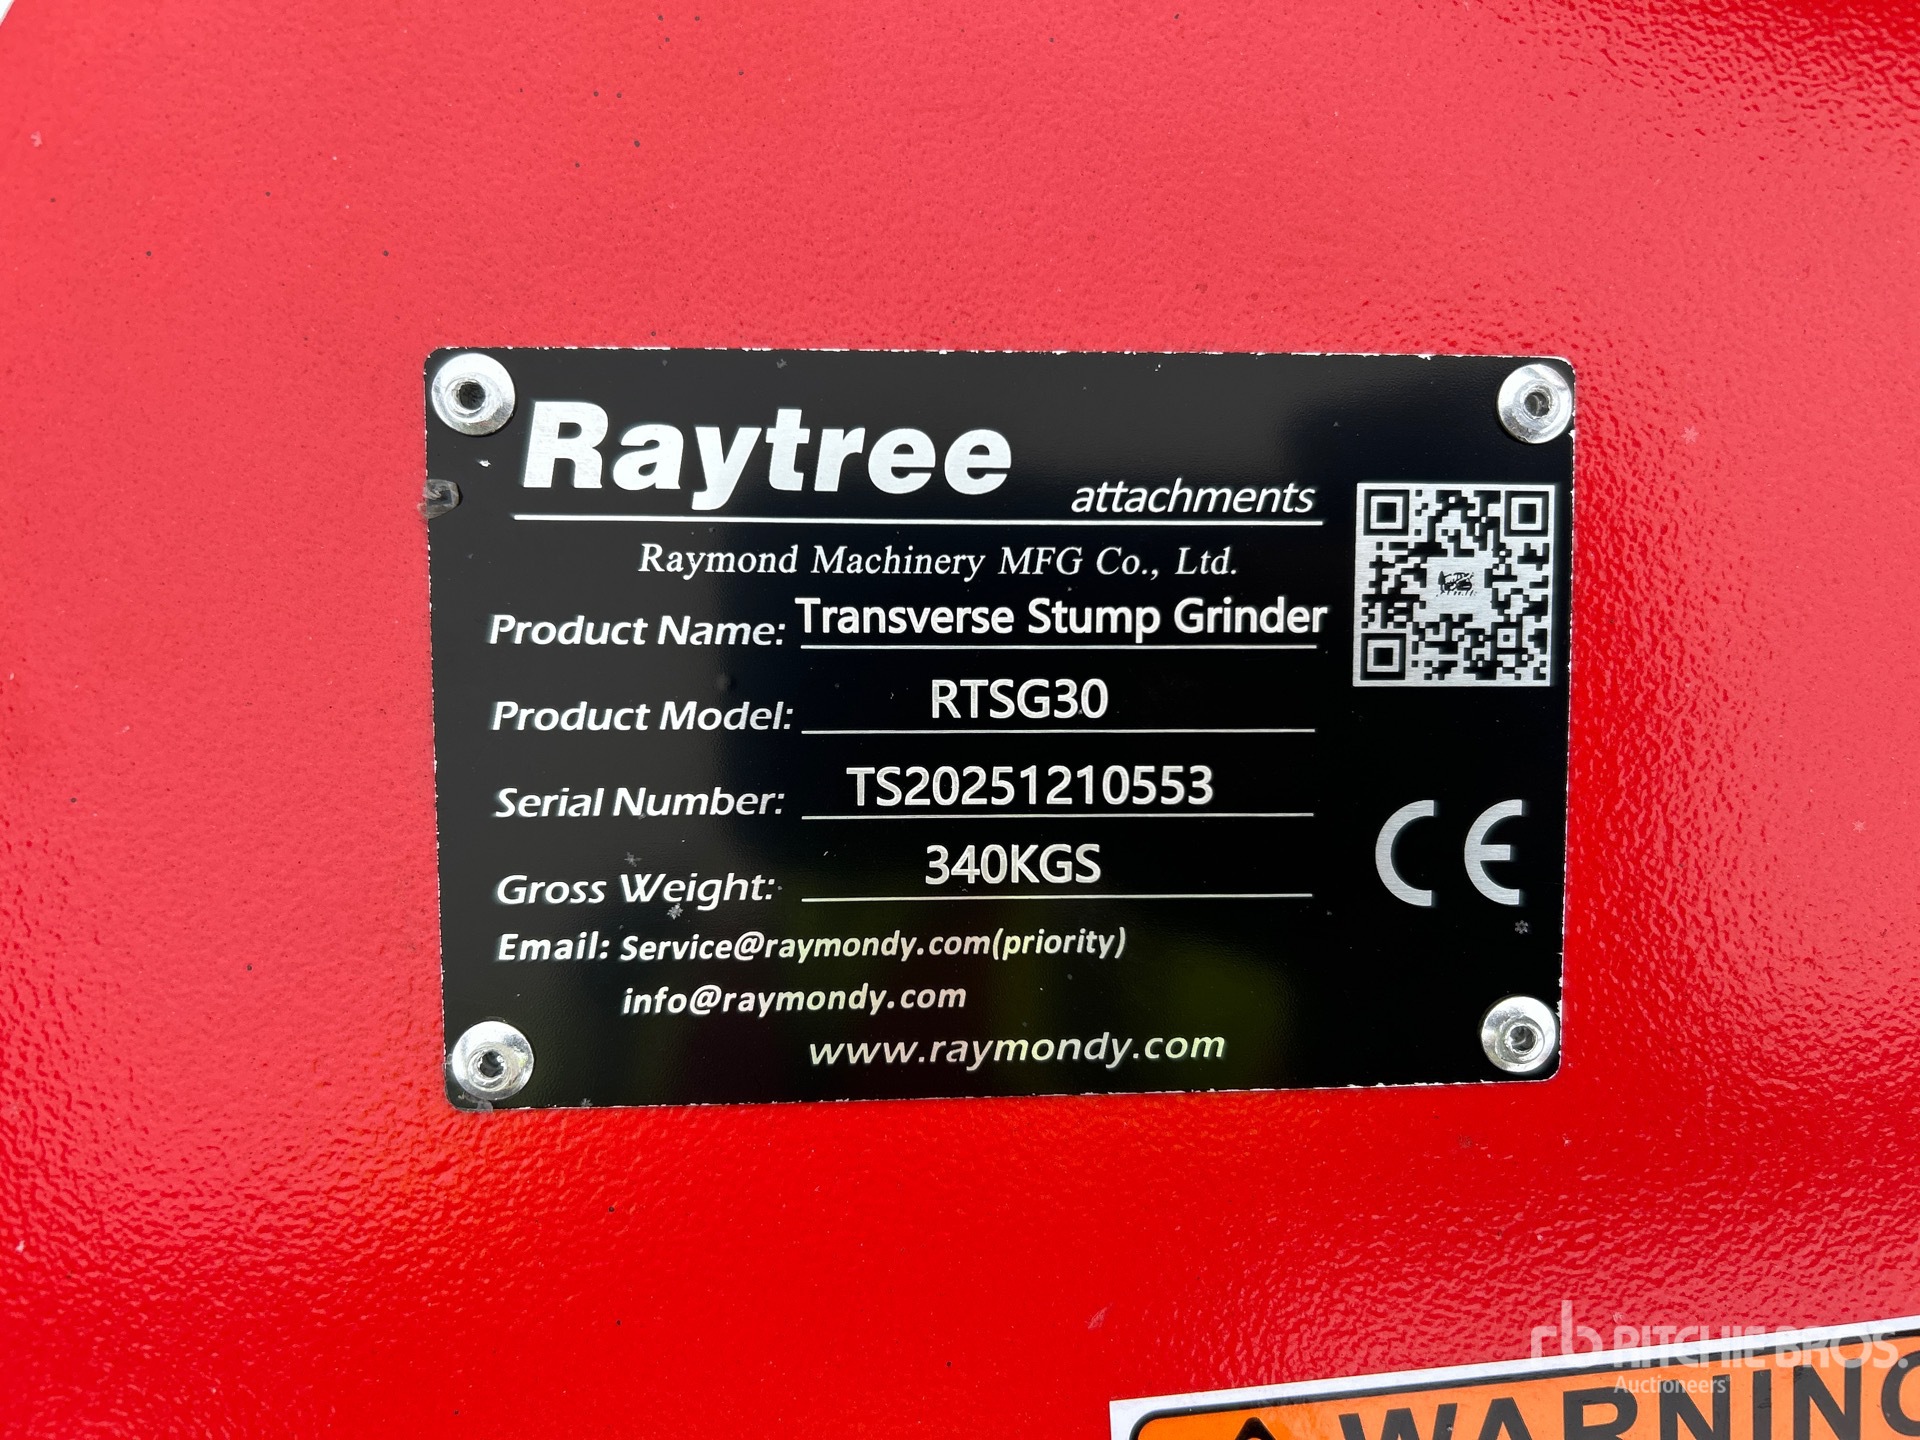 Raytree
attachments
Raymond Machinery MFG Co., Ltd.
Product Name: Transverse Stump Grinder
Product Model: RTSG30
Serial Number: TS20251210553
Gross Weight: 340KGS
Email: Service@raymondy.com(priority)
info@raymondy.com
www.raymondy.com
CE
rb RITCHIE BROS.
Auctioneers
WARNING